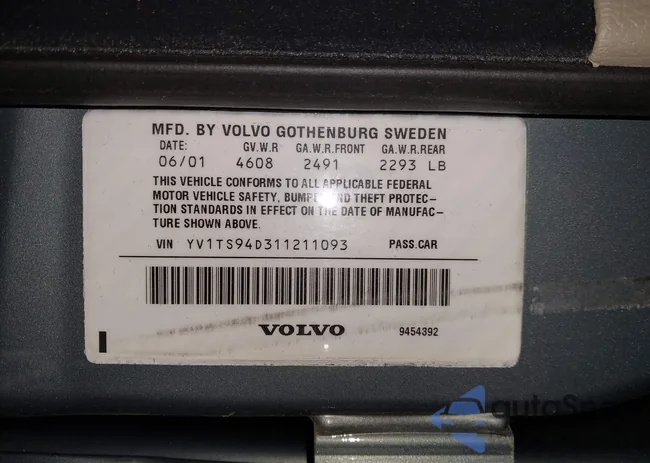 MFD. BY VOLVO GOTHENBURG SWEDEN
DATE: GV.W.R GA.W.R.FRONT GA.W.R.REAR
06/01 4608 2491 2293 LB
THIS VEHICLE CONFORMS TO ALL APPLICABLE FEDERAL
MOTOR VEHICLE SAFETY, BUMPER AND THEFT PROTEC-
TION STANDARDS IN EFFECT ON THE DATE OF MANUFAC-
TURE SHOWN ABOVE.
VIN YV1TS94D311211093 PASS.CAR
VOLVO 9454392